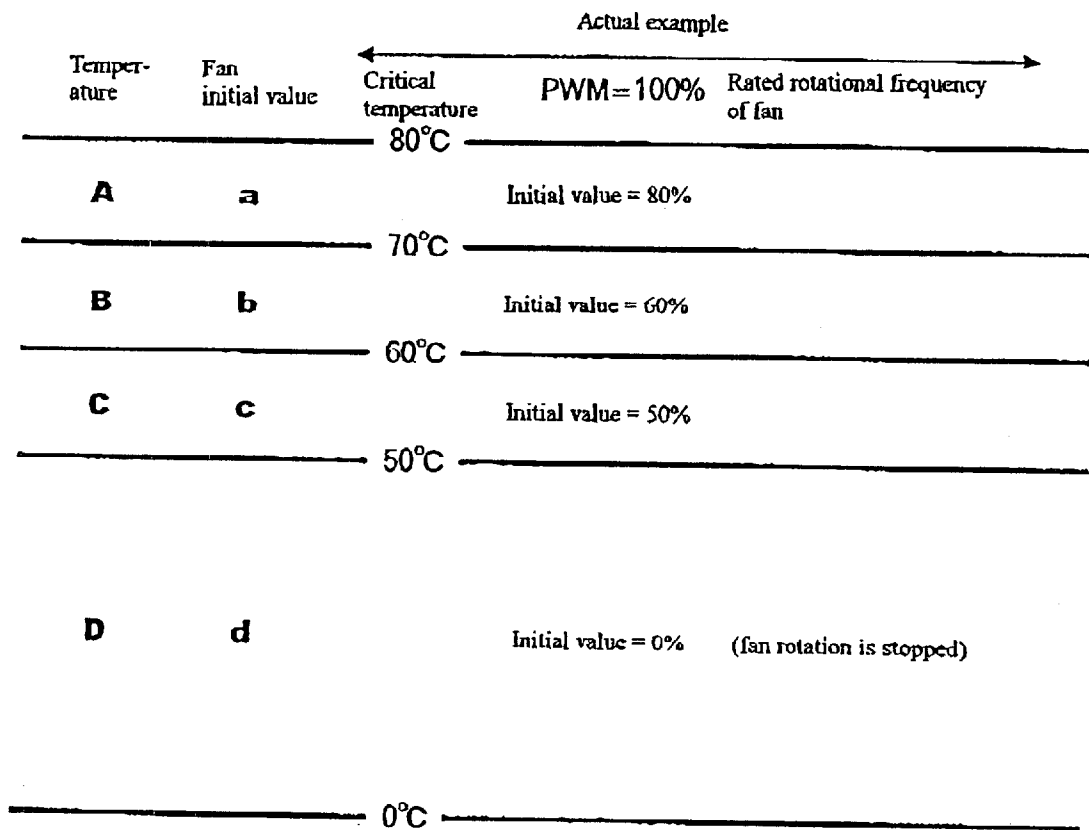 Actual example
Temper-
ature
Fan
initial value
Critical
temperature
PWM=100%
Rated rotational frequency
of fan
80°C
A a Initial value = 80%
70°C
B b Initial value = 60%
60°C
C c Initial value = 50%
50°C
D d Initial value = 0% (fan rotation is stopped)
0°C